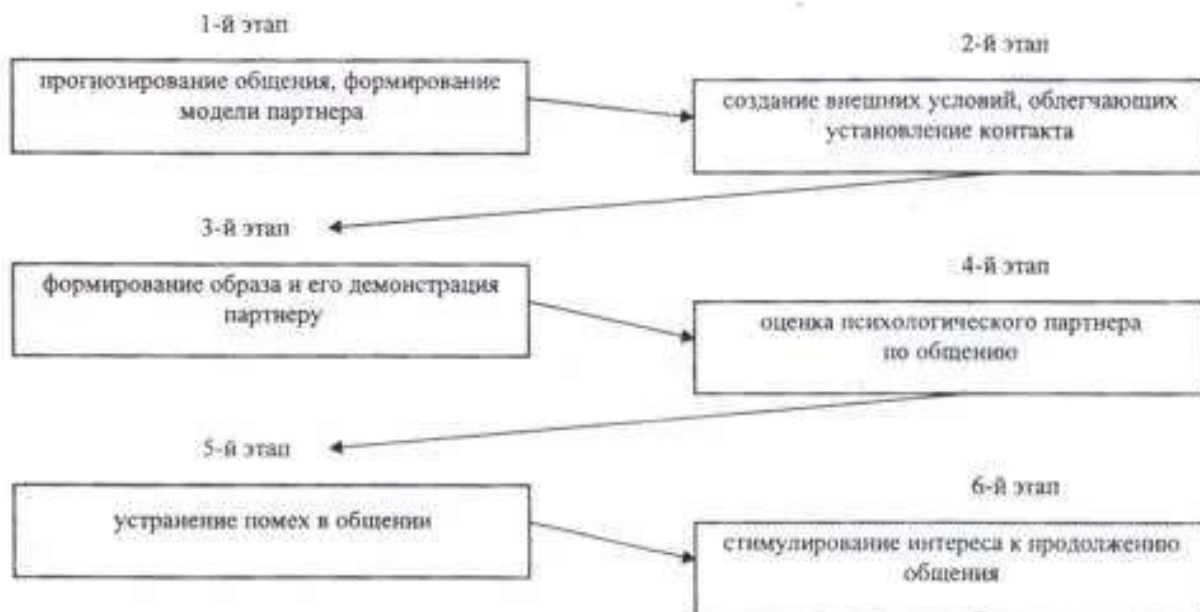 1-й этап
прогнозирование общения, формирование
модели партнера
2-й этап
создание внешних условий, облегчающих
установление контакта
3-й этап
формирование образа и его демонстрация
партнеру
4-й этап
оценка психологического партнера
по общению
5-й этап
устранение помех в общении
6-й этап
стимулирование интереса к продолжению
общения